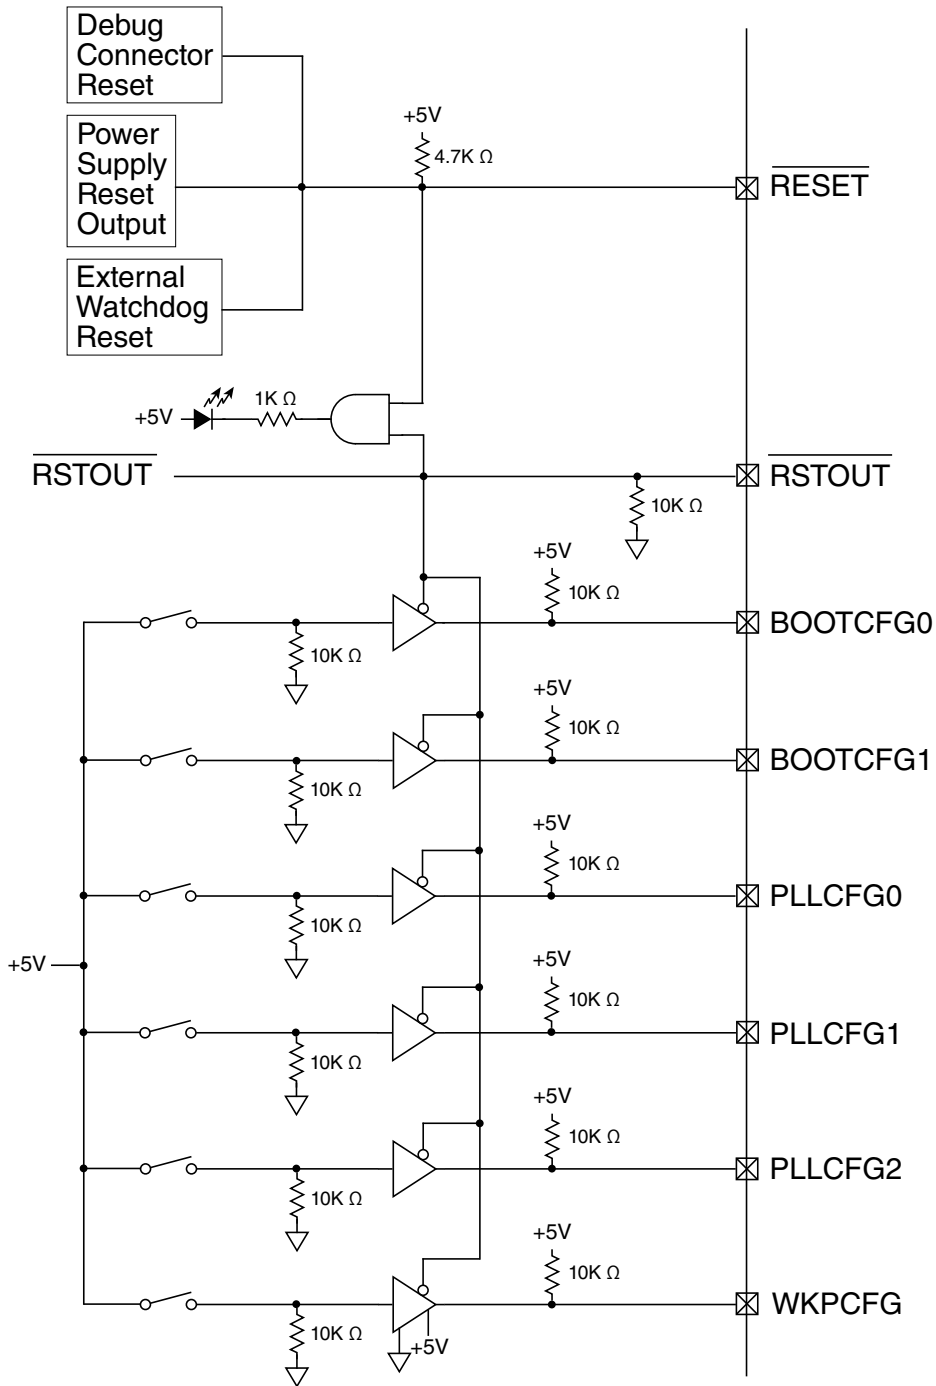 Debug
Connector
Reset
Power
Supply
Reset
Output
External
Watchdog
Reset
+5V
4.7K Ω
RESET
+5V
1K Ω
RSTOUT
RSTOUT
10K Ω
+5V
10K Ω
BOOTCFG0
10K Ω
+5V
10K Ω
BOOTCFG1
10K Ω
+5V
10K Ω
PLLCFG0
10K Ω
+5V
+5V
10K Ω
PLLCFG1
10K Ω
+5V
10K Ω
PLLCFG2
10K Ω
+5V
10K Ω
WKPCFG
10K Ω
+5V